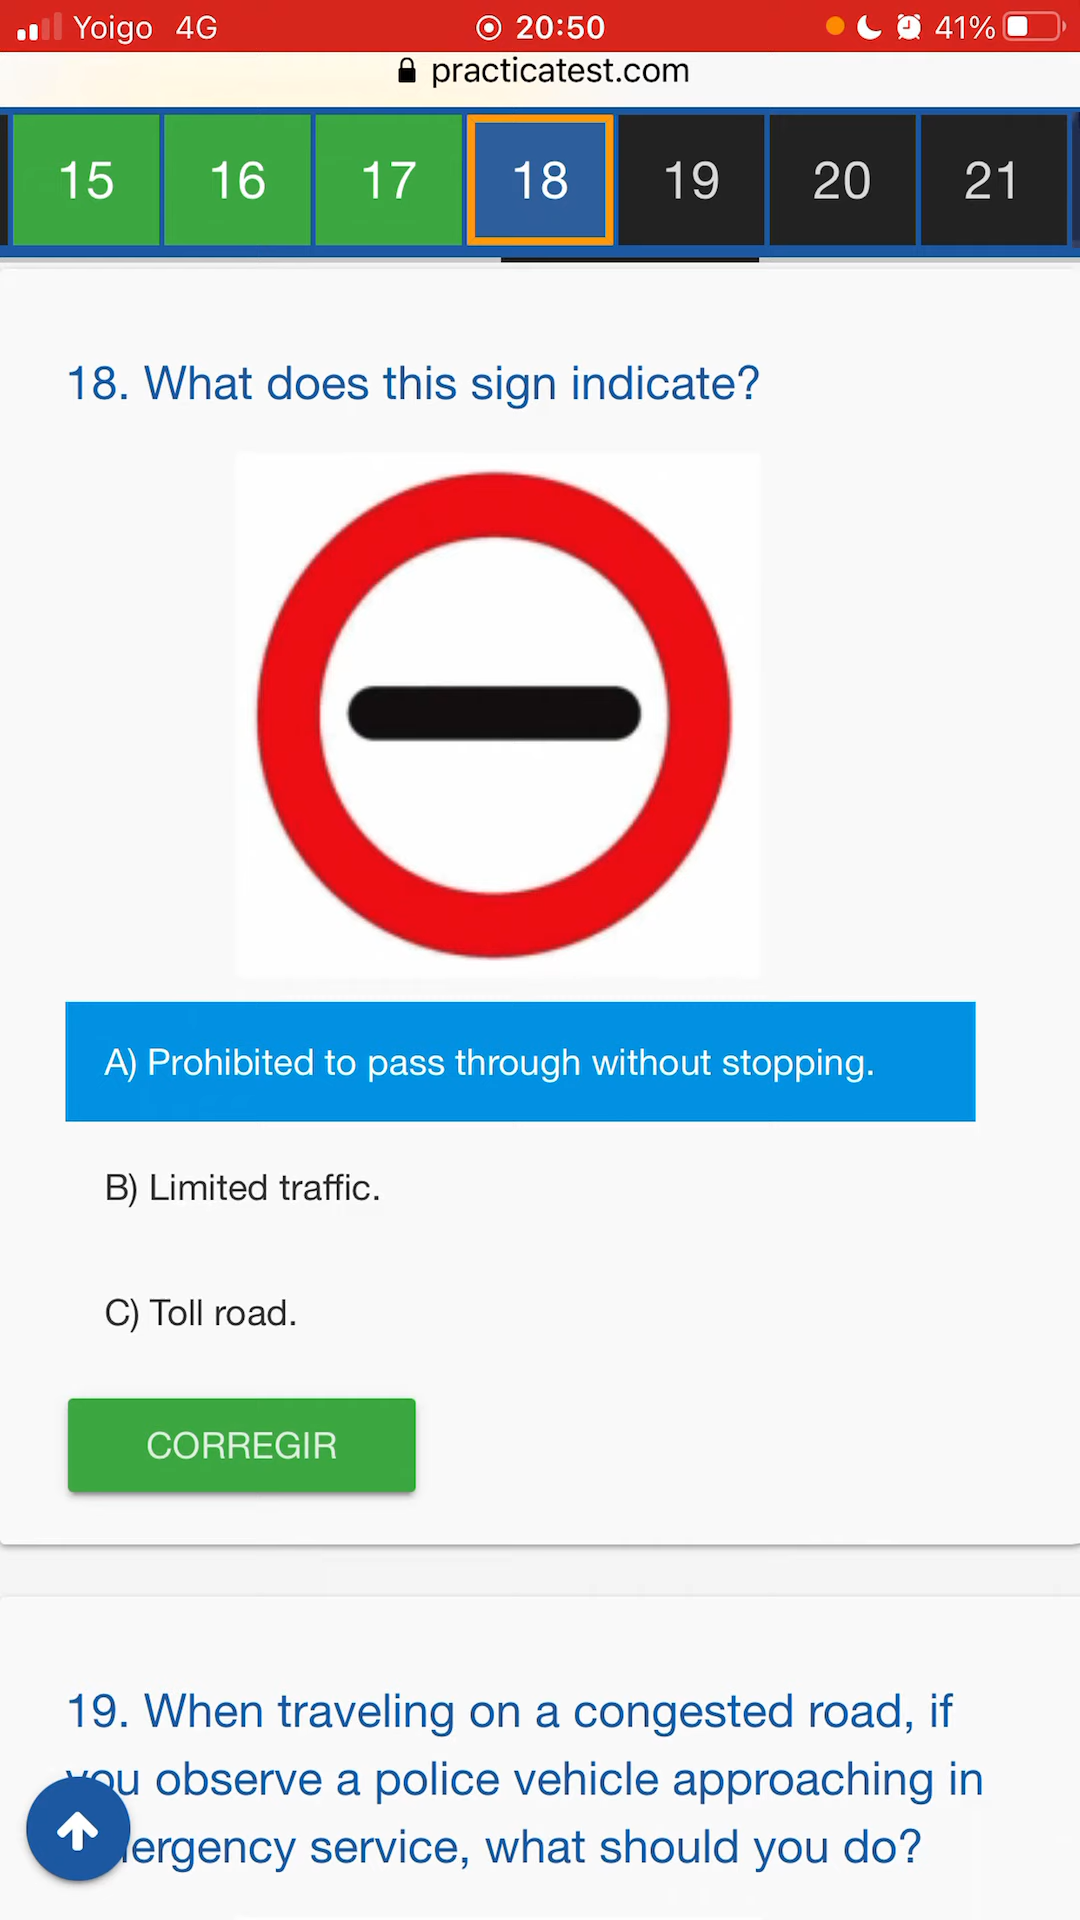 Yoigo 4G 20:50 41%
practicatest.com
15 16 17 18 19 20 21
18. What does this sign indicate?
A) Prohibited to pass through without stopping.
B) Limited traffic.
C) Toll road.
CORREGIR
19. When traveling on a congested road, if
you observe a police vehicle approaching in
ergency service, what should you do?